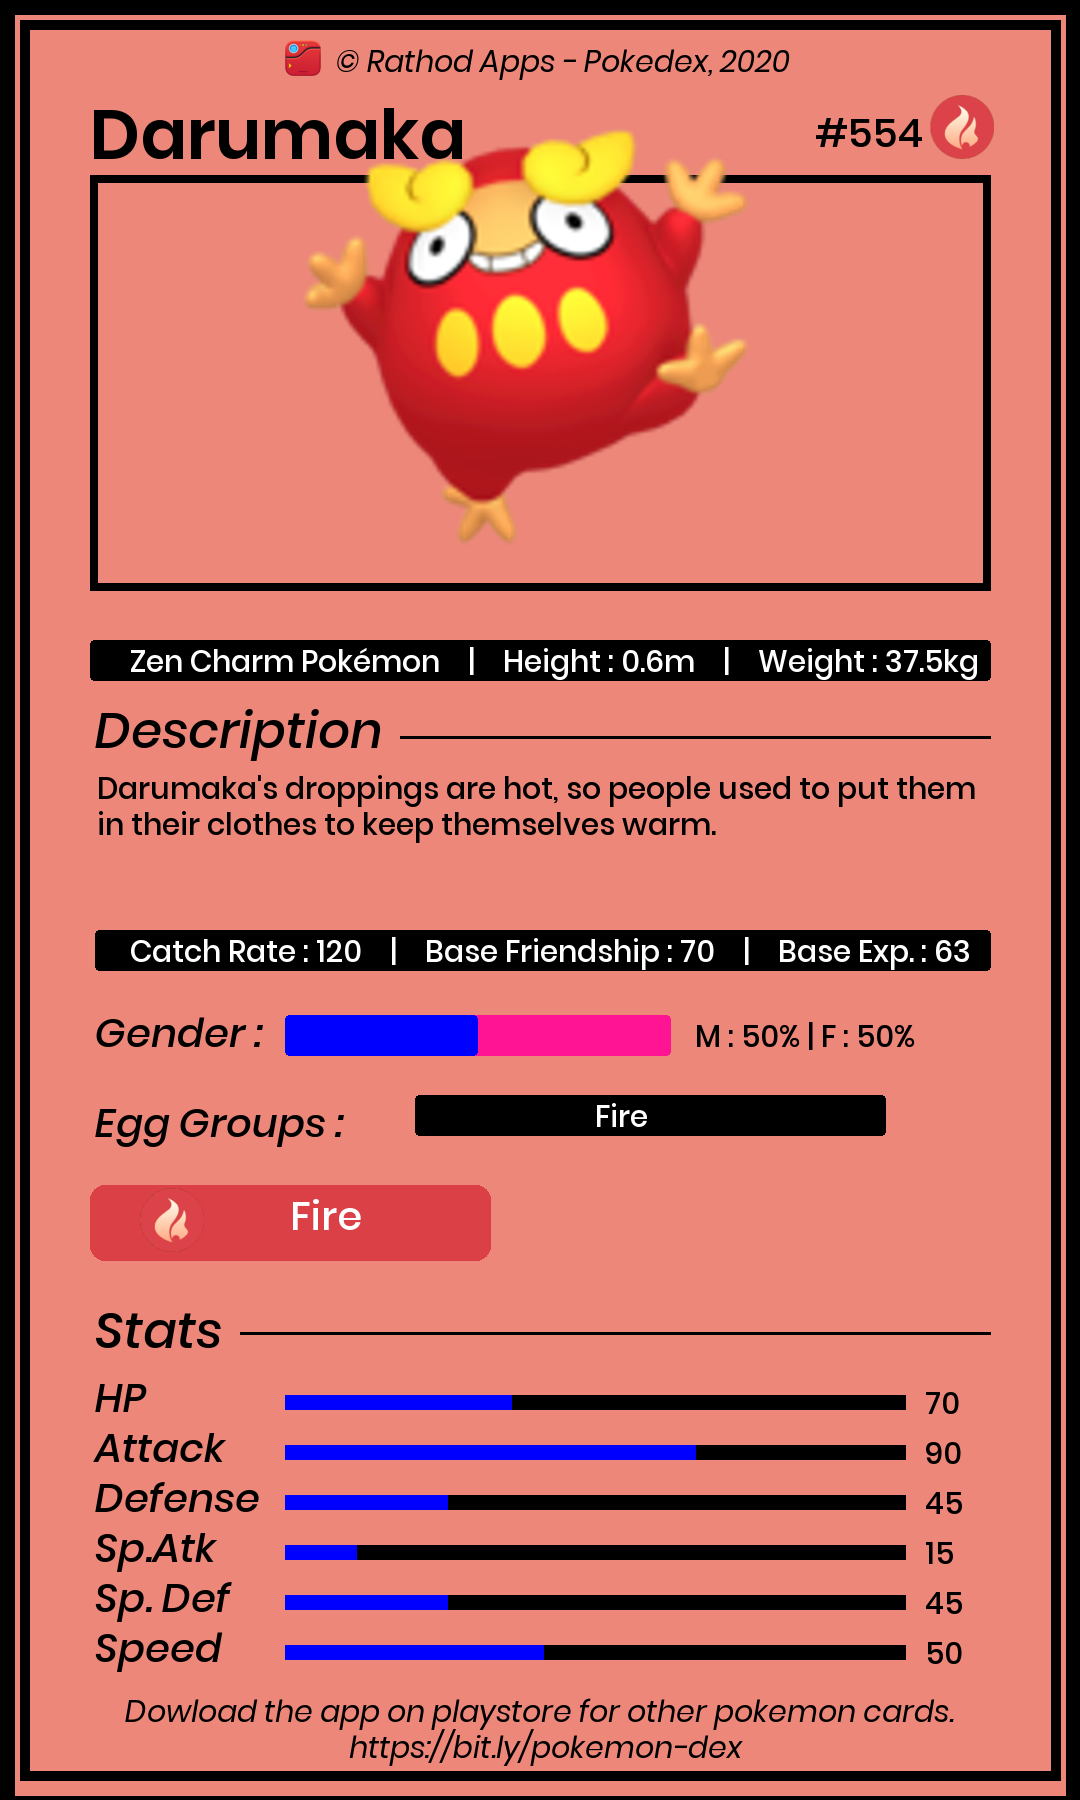 © Rathod Apps - Pokedex, 2020
Darumaka
#554
Zen Charm Pokémon | Height : 0.6m | Weight : 37.5kg
Description
Darumaka's droppings are hot, so people used to put them
in their clothes to keep themselves warm.
Catch Rate : 120 | Base Friendship : 70 | Base Exp. : 63
Gender : M : 50% | F : 50%
Egg Groups : Fire
Fire
Stats
HP 70
Attack 90
Defense 45
Sp.Atk 15
Sp. Def 45
Speed 50
Dowload the app on playstore for other pokemon cards.
https://bit.ly/pokemon-dex